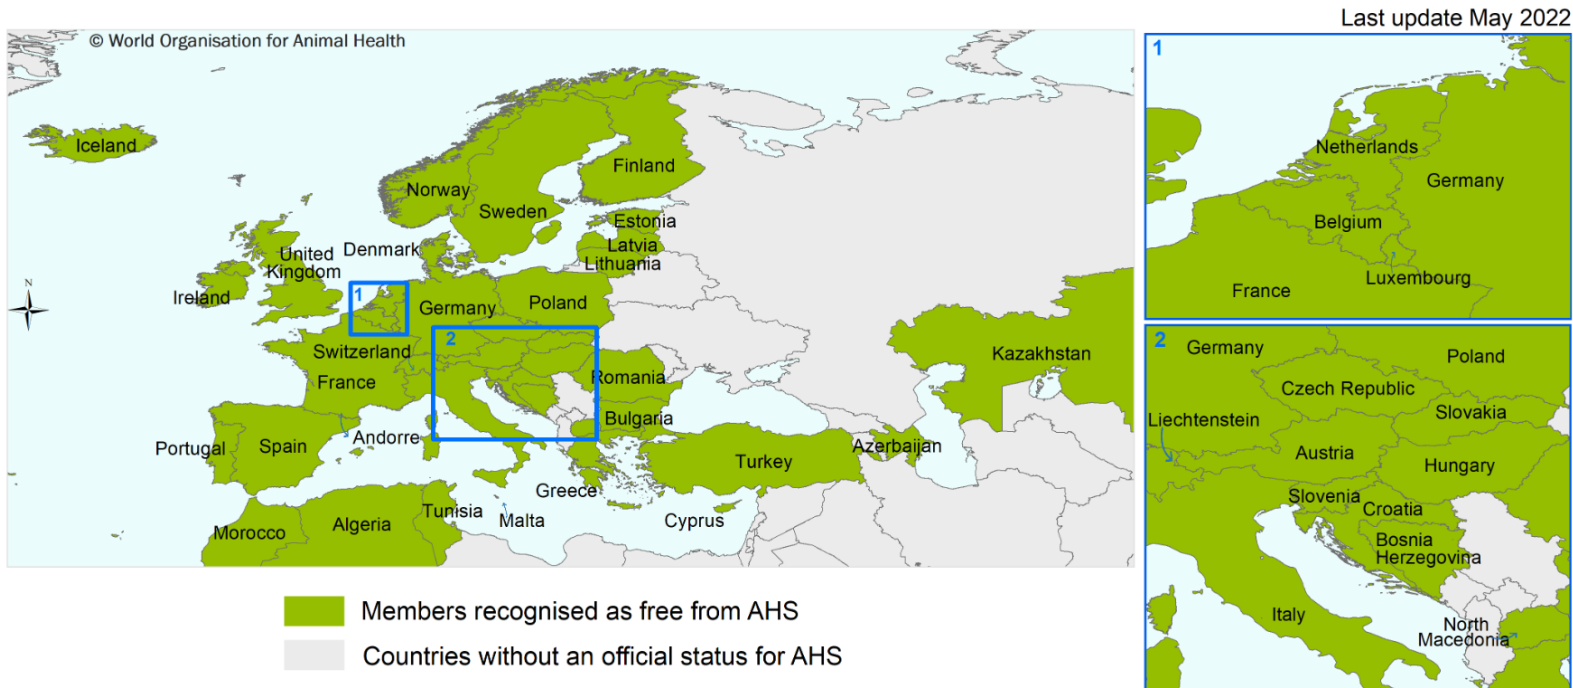 Last update May 2022
© World Organisation for Animal Health
Iceland
Finland
Norway
Sweden
Estonia
Denmark
Latvia
United
Kingdom
Lithuania
Ireland
1
Germany
Poland
2
Switzerland
Kazakhstan
France
Romania
Bulgaria
Andorre
Portugal
Spain
Azerbaijan
Turkey
Greece
Tunisia
Malta
Cyprus
Algeria
Morocco
N
1
Netherlands
Germany
Belgium
Luxembourg
France
2
Germany
Poland
Czech Republic
Liechtenstein
Slovakia
Austria
Hungary
Slovenia
Croatia
Bosnia
Herzegovina
Italy
North
Macedonia
Members recognised as free from AHS
Countries without an official status for AHS